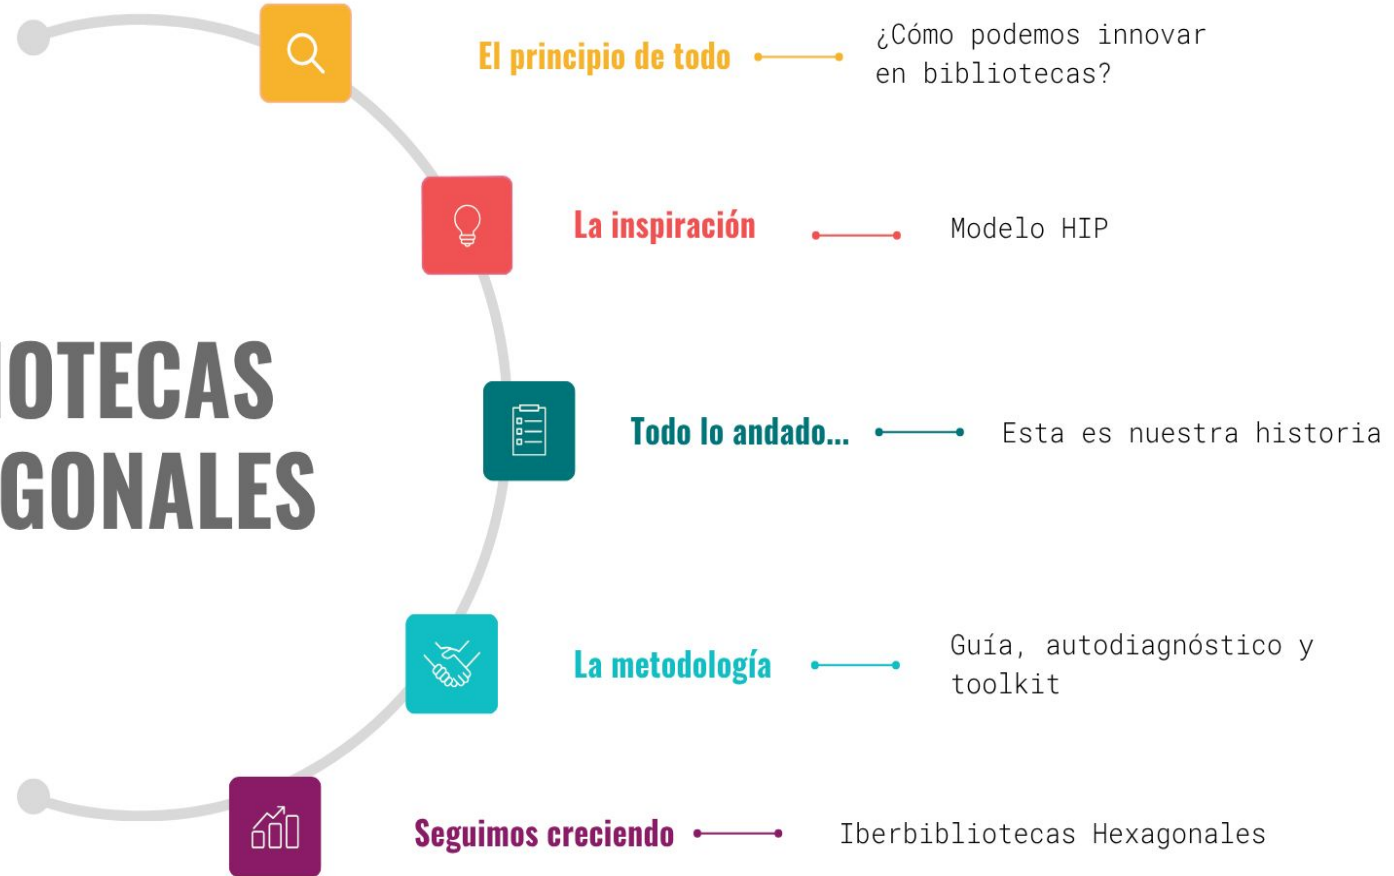 El principio de todo
¿Cómo podemos innovar
en bibliotecas?
La inspiración
Modelo HIP
IOTECAS
GONALES
Todo lo andado...
Esta es nuestra historia
La metodología
Guía, autodiagnóstico y
toolkit
Seguimos creciendo
Iberbibliotecas Hexagonales